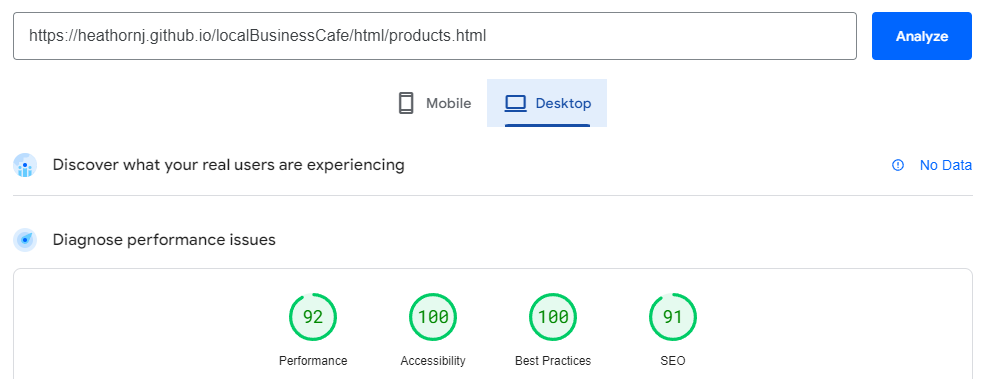 https://heathornj.github.io/localBusinessCafe/html/products.html
Analyze
Mobile
Desktop
Discover what your real users are experiencing
No Data
Diagnose performance issues
92
100
100
91
Performance
Accessibility
Best Practices
SEO